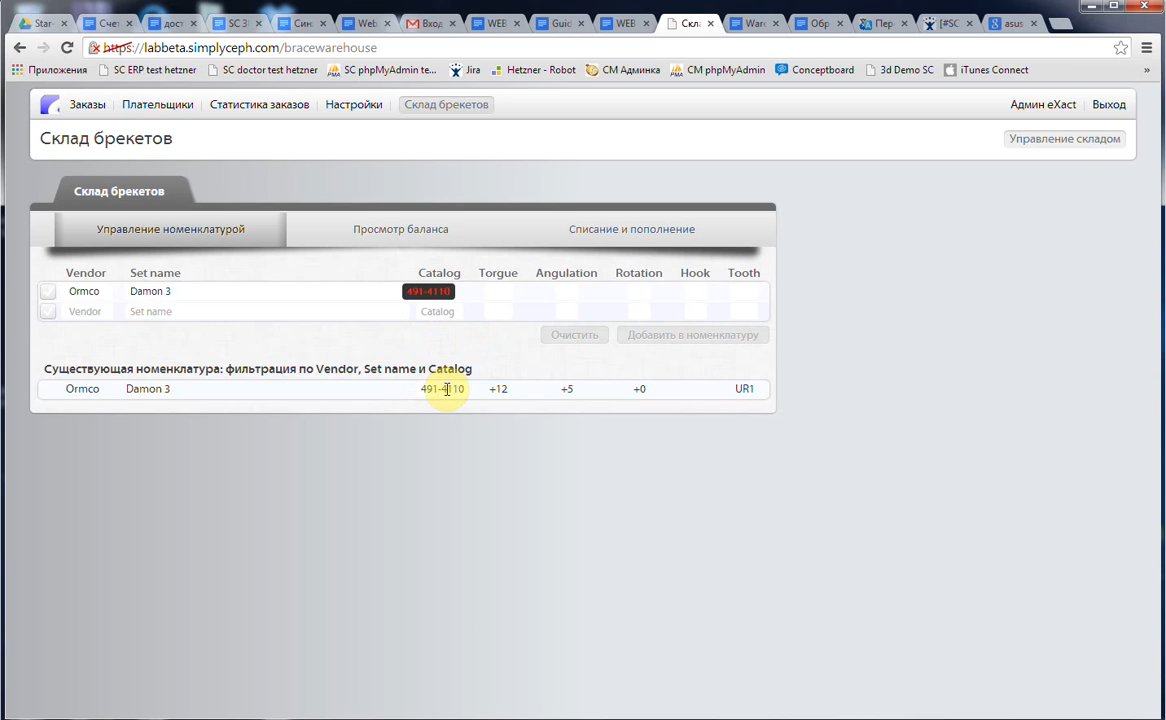 Star
Счет
дост
SC 3
Син
Web
Вход
WEB
Guid
WEB
Скл
Ward
Обр
Пер
[#SC
asus
https://labbeta.simplyceph.com/bracewarehouse
Приложения SC ERP test hetzner SC doctor test hetzner SC phpMyAdmin te... Jira Hetzner - Robot СМ Админка CM phpMyAdmin Conceptboard 3d Demo SC iTunes Connect »
Заказы Плательщики Статистика заказов Настройки Склад брекетов Админ eXact Выход
Склад брекетов Управление складом
Склад брекетов
Управление номенклатурой Просмотр баланса Списание и пополнение
Vendor Set name Catalog Torgue Angulation Rotation Hook Tooth
Ormco Damon 3 491-4110
Vendor Set name Catalog
Очистить Добавить в номенклатуру
Существующая номенклатура: фильтрация по Vendor, Set name и Catalog
Ormco Damon 3 491-4110 +12 +5 +0 UR1